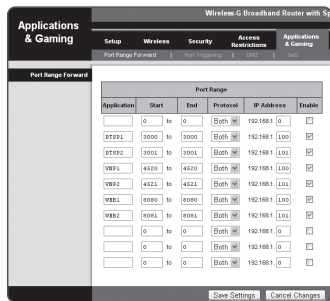 Wireless-G Broadband Router with Sp
Applications & Gaming
Setup Wireless Security Access Restrictions Applications & Gaming
Port Range Forward | Port Triggering | DMZ | QoS
Port Range Forward
Port Range
Application Start End Protocol IP Address Enable
0 to 0 Both 192.168.1. 0
RTSP1 3000 to 3000 Both 192.168.1. 100
RTSP2 3001 to 3001 Both 192.168.1. 101
VNP1 4520 to 4520 Both 192.168.1. 100
VNP2 4521 to 4521 Both 192.168.1. 101
WEB1 8080 to 8080 Both 192.168.1. 100
WEB2 8081 to 8081 Both 192.168.1. 101
0 to 0 Both 192.168.1. 0
0 to 0 Both 192.168.1. 0
0 to 0 Both 192.168.1. 0
Save Settings Cancel Changes